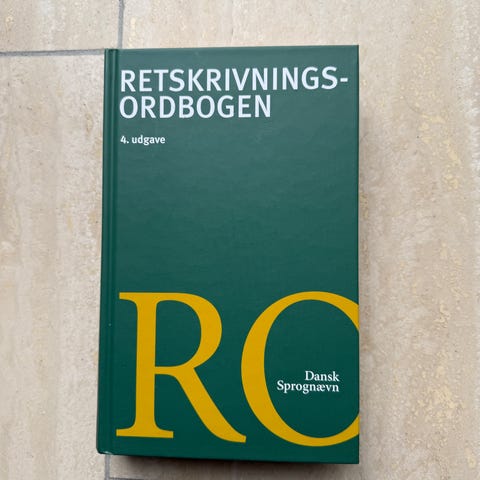 RETSKRIVNINGS-
ORDBOGEN
4. udgave
RO
Dansk
Sprognævn